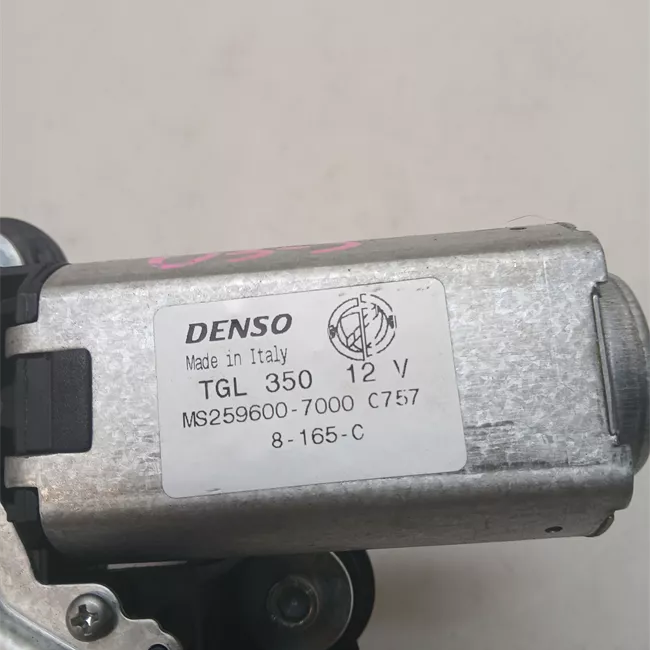 DENSO
Made in Italy
TGL 350 12 V
MS259600-7000 C757
8-165-C